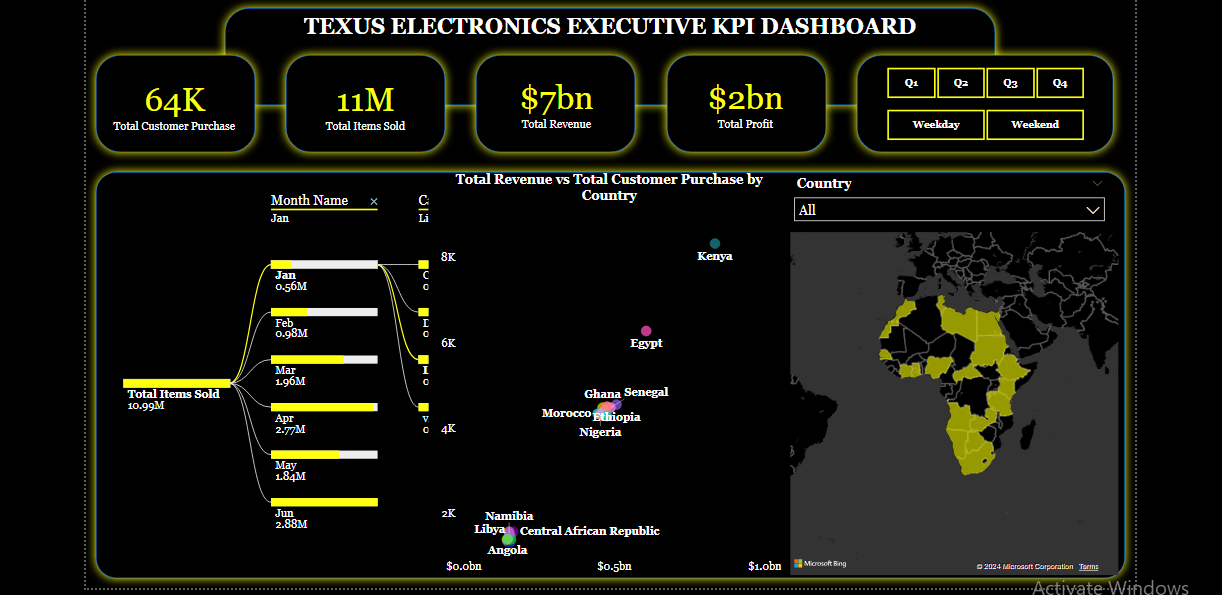 TEXUS ELECTRONICS EXECUTIVE KPI DASHBOARD
64K
Total Customer Purchase
11M
Total Items Sold
$7bn
Total Revenue
$2bn
Total Profit
Q1
Q2
Q3
Q4
Weekday
Weekend
Month Name
Jan
Total Items Sold
10.99M
Jan
0.56M
Feb
0.98M
Mar
1.96M
Apr
2.77M
May
1.84M
Jun
2.88M
Total Revenue vs Total Customer Purchase by
Country
8K
6K
4K
2K
Kenya
Egypt
Ghana
Senegal
Morocco
Ethiopia
Nigeria
Namibia
Libya
Central African Republic
Angola
$0.0bn
$0.5bn
$1.0bn
Country
All
Microsoft Bing
© 2024 Microsoft Corporation
Terms
Activate Windows